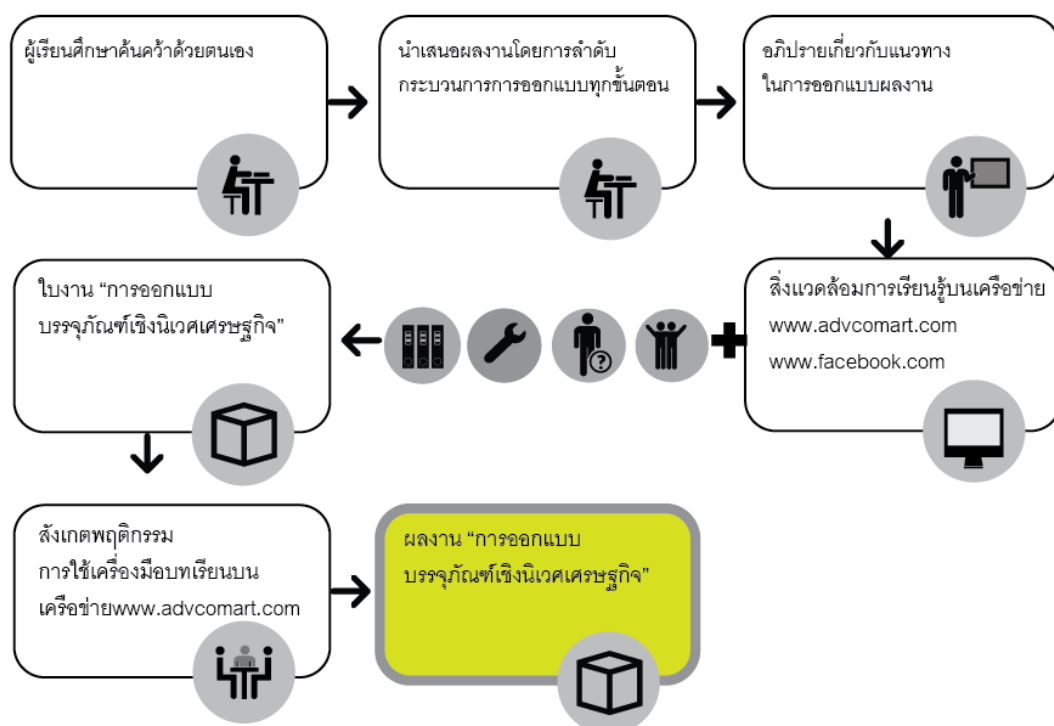 ผู้เรียนศึกษาค้นคว้าด้วยตนเอง
นำเสนอผลงานโดยการลำดับ
กระบวนการการออกแบบทุกขั้นตอน
อภิปรายเกี่ยวกับแนวทาง
ในการออกแบบผลงาน
สิ่งแวดล้อมการเรียนรู้บนเครือข่าย
www.advcomart.com
www.facebook.com
?
ใบงาน “การออกแบบ
บรรจุภัณฑ์เชิงนิเวศเศรษฐกิจ”
สังเกตพฤติกรรม
การใช้เครื่องมือบทเรียนบน
เครือข่ายwww.advcomart.com
ผลงาน “การออกแบบ
บรรจุภัณฑ์เชิงนิเวศเศรษฐกิจ”